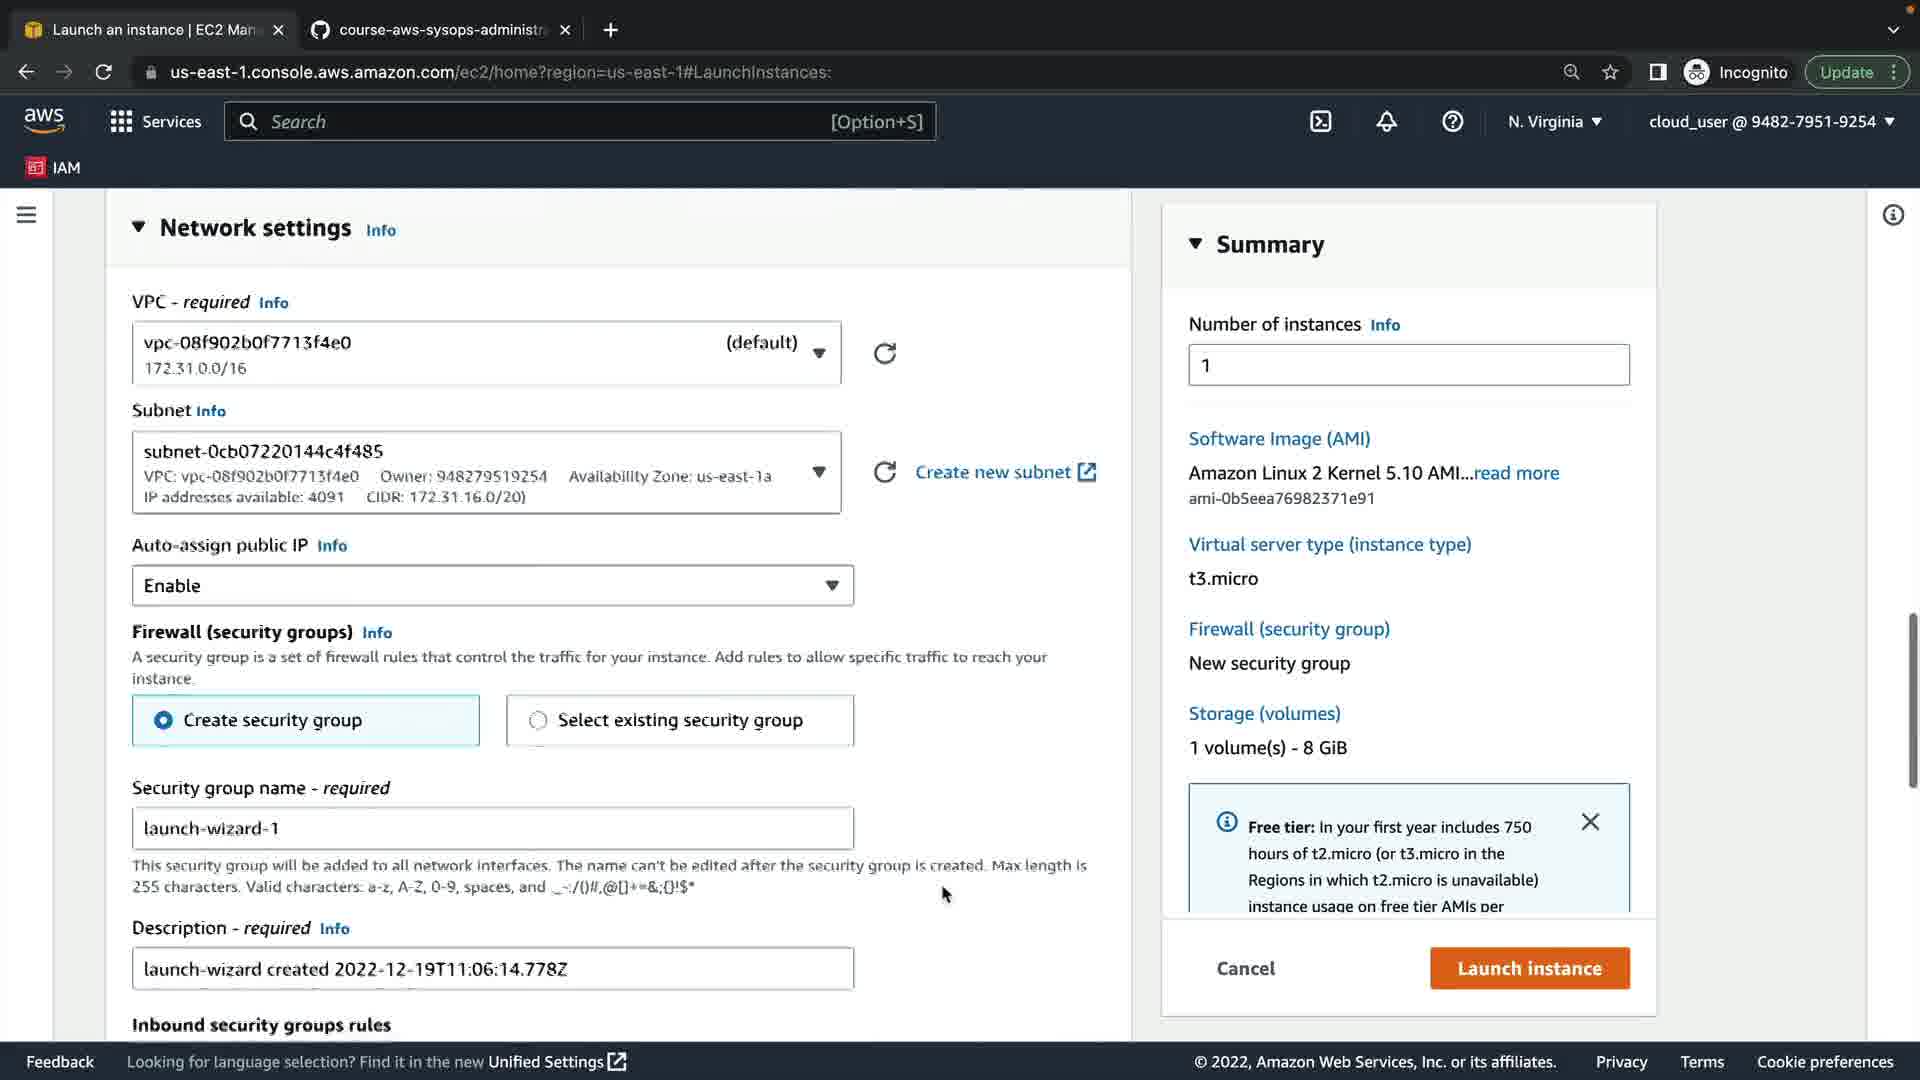 Launch an instance | EC2 Man
course-aws-sysops-administra
us-east-1.console.aws.amazon.com/ec2/home?region=us-east-1#LaunchInstances:
Incognito
Update
aws
Services
Search
[Option+S]
N. Virginia
cloud_user @ 9482-7951-9254
IAM
Network settings Info
VPC - required Info
vpc-08f902b0f7713f4e0 (default)
172.31.0.0/16
Subnet Info
subnet-0cb07220144c4f485
VPC: vpc-08f902b0f7713f4e0 Owner: 948279519254 Availability Zone: us-east-1a
IP addresses available: 4091 CIDR: 172.31.16.0/20)
Create new subnet
Auto-assign public IP Info
Enable
Firewall (security groups) Info
A security group is a set of firewall rules that control the traffic for your instance. Add rules to allow specific traffic to reach your
instance.
Create security group
Select existing security group
Security group name - required
launch-wizard-1
This security group will be added to all network interfaces. The name can't be edited after the security group is created. Max length is
255 characters. Valid characters: a-z, A-Z, 0-9, spaces, and _-:/()#,@[]+=&;{}!$*
Description - required Info
launch-wizard created 2022-12-19T11:06:14.778Z
Inbound security groups rules
Summary
Number of instances Info
1
Software Image (AMI)
Amazon Linux 2 Kernel 5.10 AMI...read more
ami-0b5eea76982371e91
Virtual server type (instance type)
t3.micro
Firewall (security group)
New security group
Storage (volumes)
1 volume(s) - 8 GiB
Free tier: In your first year includes 750
hours of t2.micro (or t3.micro in the
Regions in which t2.micro is unavailable)
instance usage on free tier AMIs per
Cancel
Launch instance
Feedback
Looking for language selection? Find it in the new Unified Settings
© 2022, Amazon Web Services, Inc. or its affiliates.
Privacy
Terms
Cookie preferences